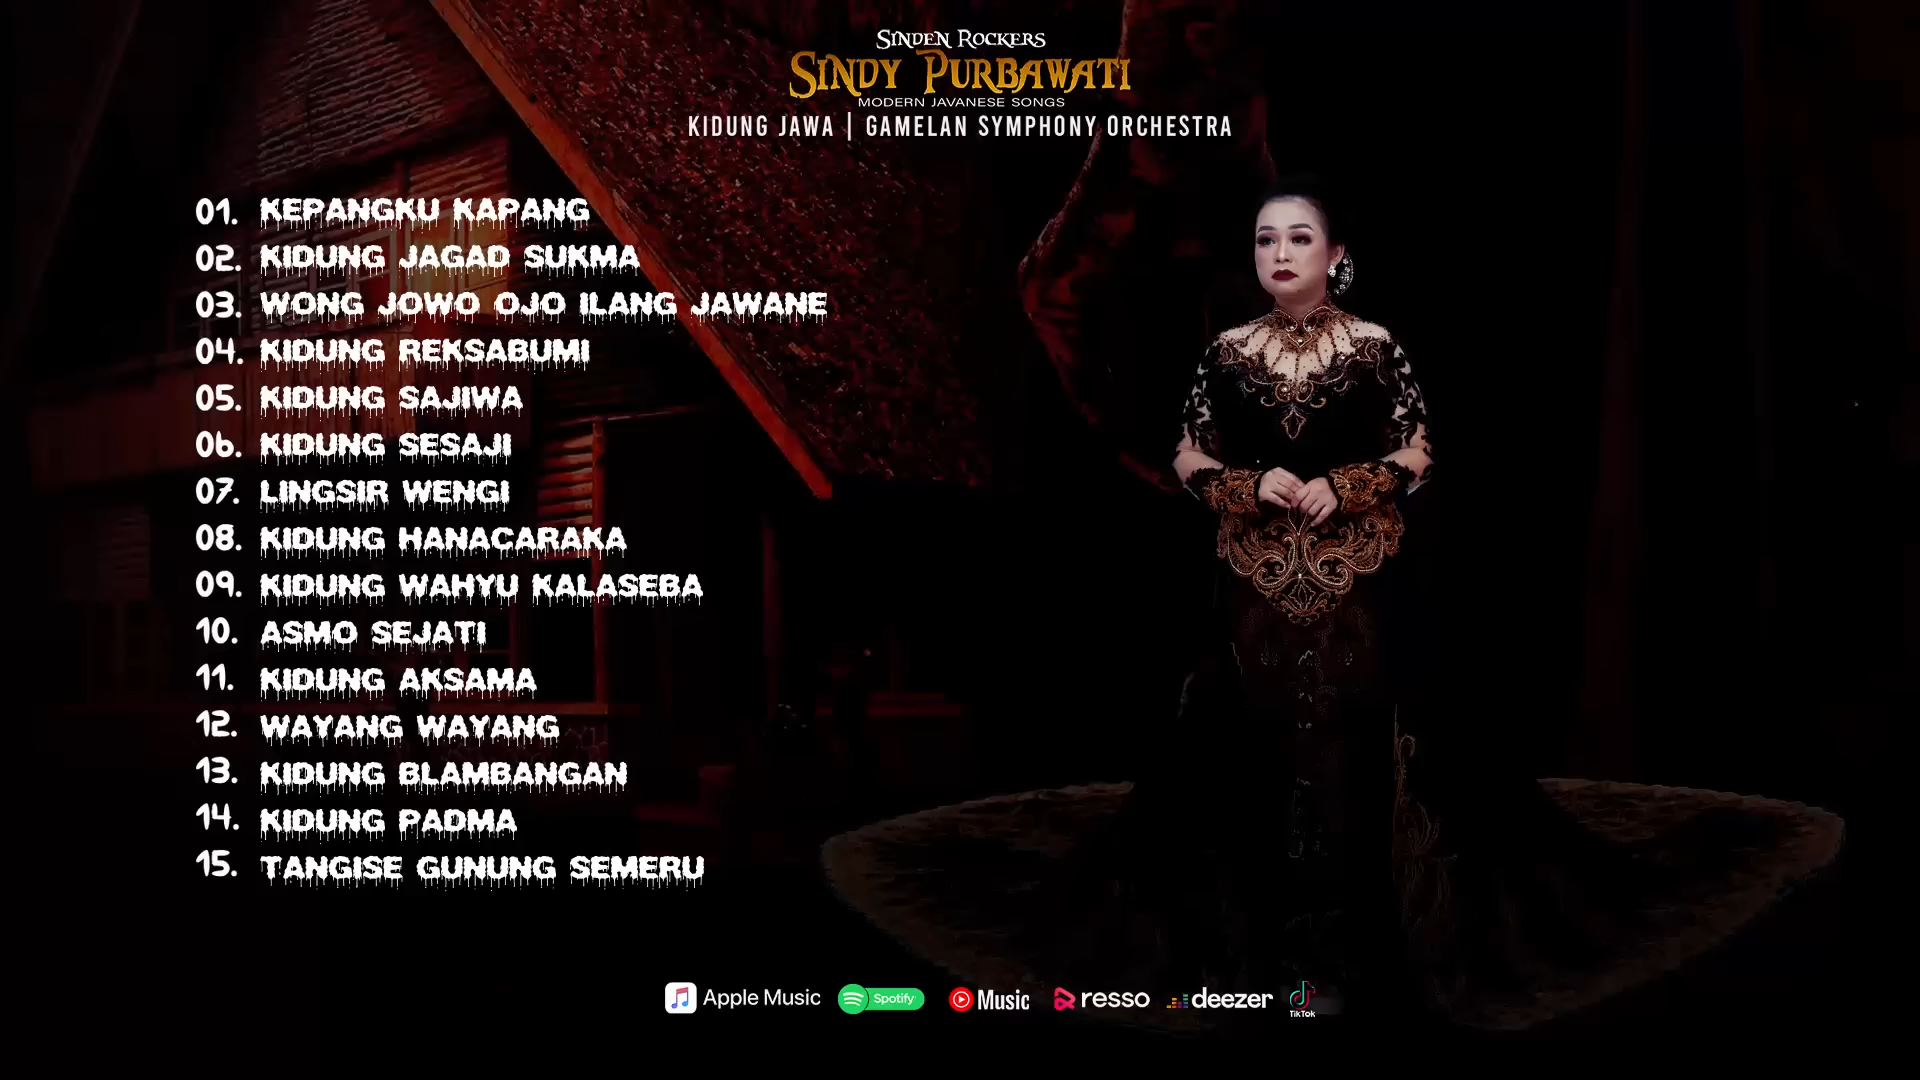 SINDEN ROCKERS
SINDY PURBAWATI
MODERN JAVANESE SONGS
KIDUNG JAWA | GAMELAN SYMPHONY ORCHESTRA
01. KEPANGKU KAPANG
02. KIDUNG JAGAD SUKMA
03. WONG JOWO OJO ILANG JAWANE
04. KIDUNG REKSABUMI
05. KIDUNG SAJIWA
06. KIDUNG SESAJI
07. LINGSIR WENGI
08. KIDUNG HANACARAKA
09. KIDUNG WAHYU KALASEBA
10. ASMO SEJATI
11. KIDUNG AKSAMA
12. WAYANG WAYANG
13. KIDUNG BLAMBANGAN
14. KIDUNG PADMA
15. TANGISE GUNUNG SEMERU
Apple Music Spotify Music resso deezer TikTok